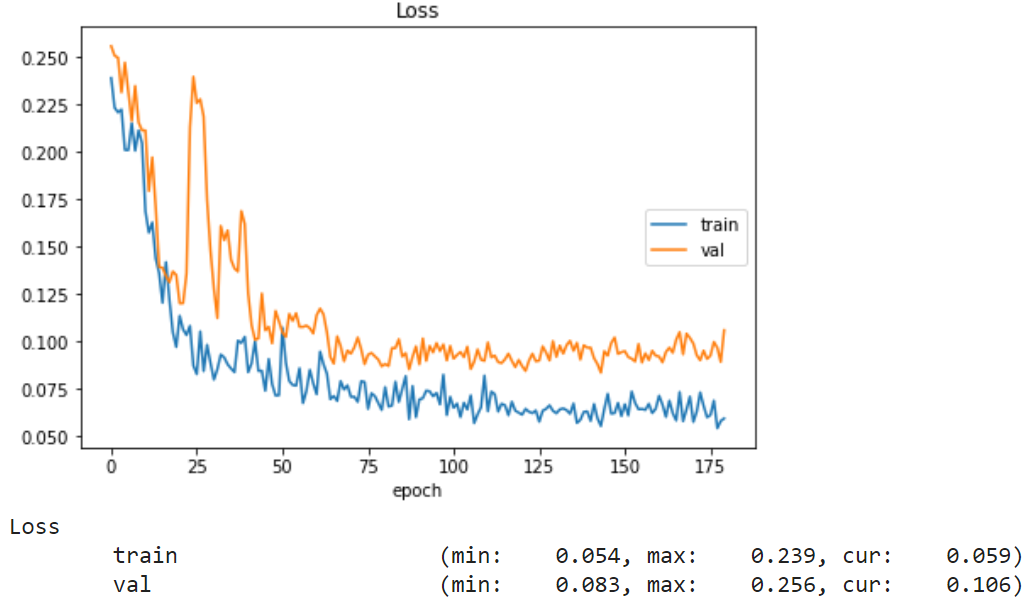 Loss
0.250
0.225
0.200
0.175
0.150
0.125
0.100
0.075
0.050
train
val
0 25 50 75 100 125 150 175
epoch
Loss
train (min: 0.054, max: 0.239, cur: 0.059)
val (min: 0.083, max: 0.256, cur: 0.106)